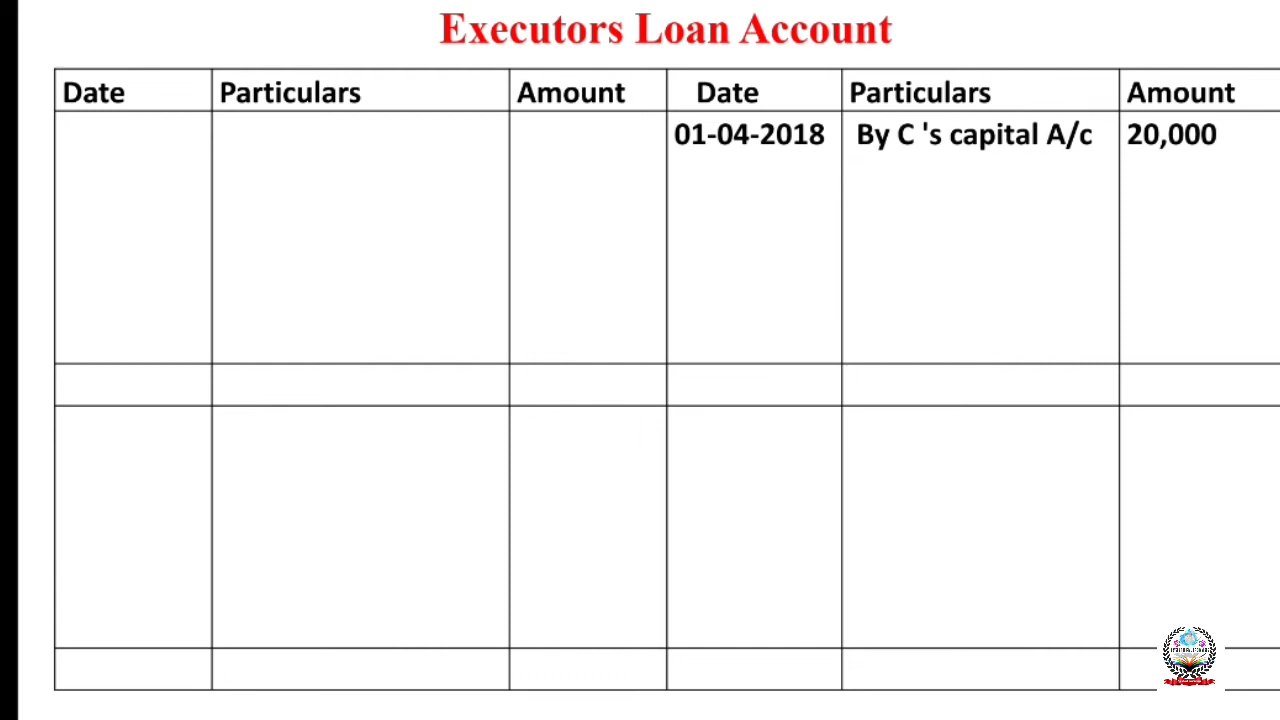 Executors Loan Account
Date Particulars Amount Date Particulars Amount
01-04-2018 By C 's capital A/c 20,000